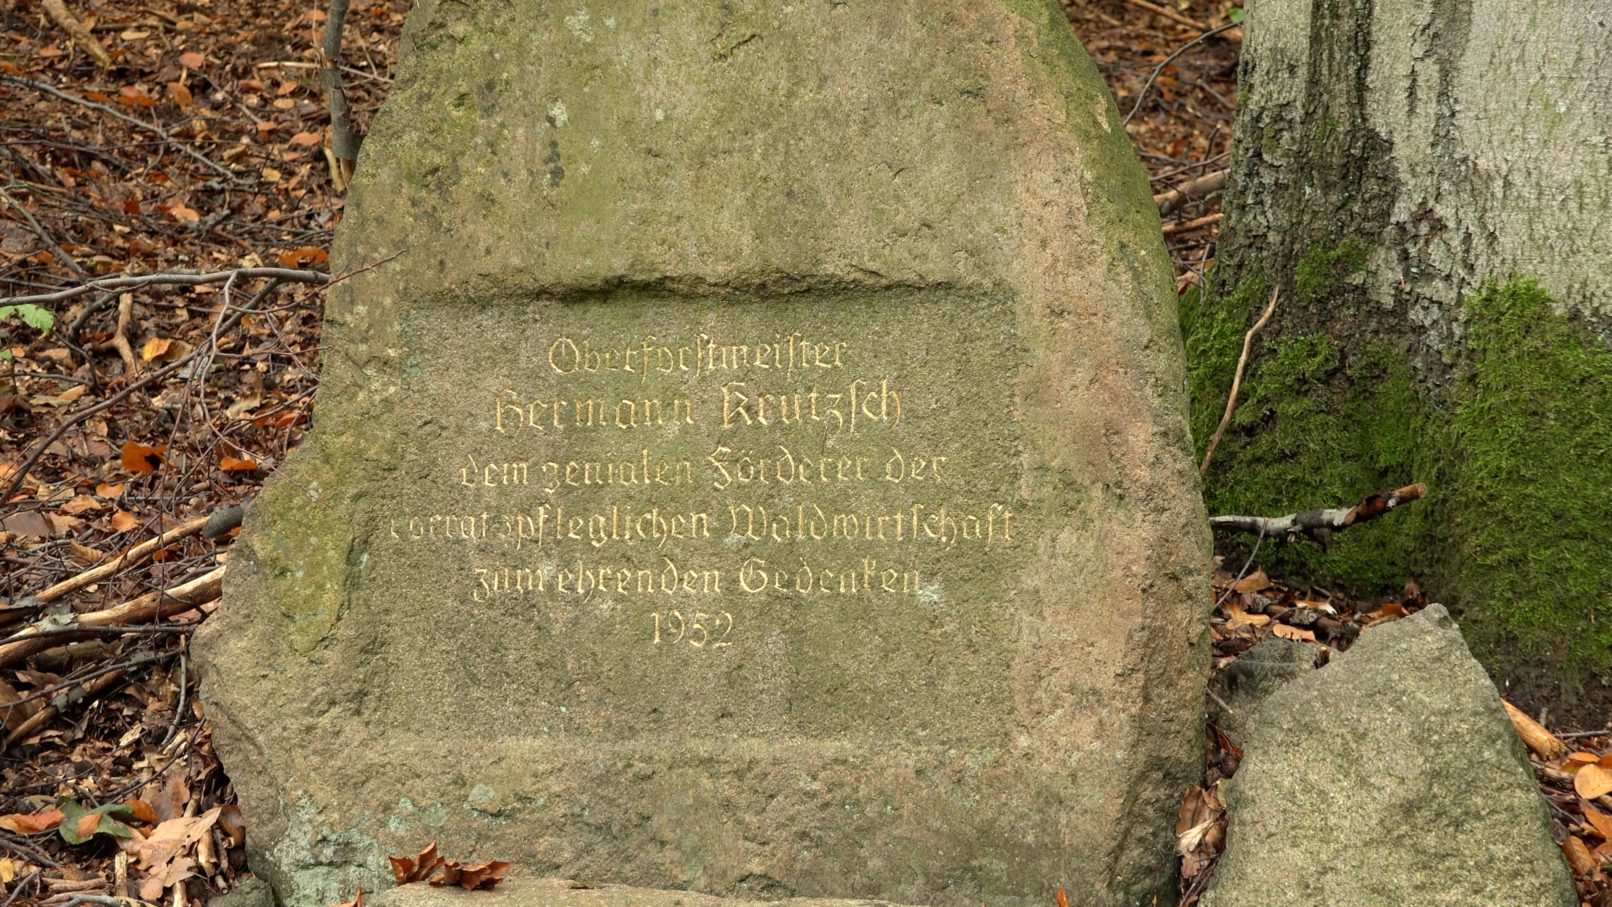 Oberforstmeister
Hermann Krutzsch
dem genialen Förderer der
vorratspfleglichen Waldwirtschaft
zum ehrenden Gedenken
1952